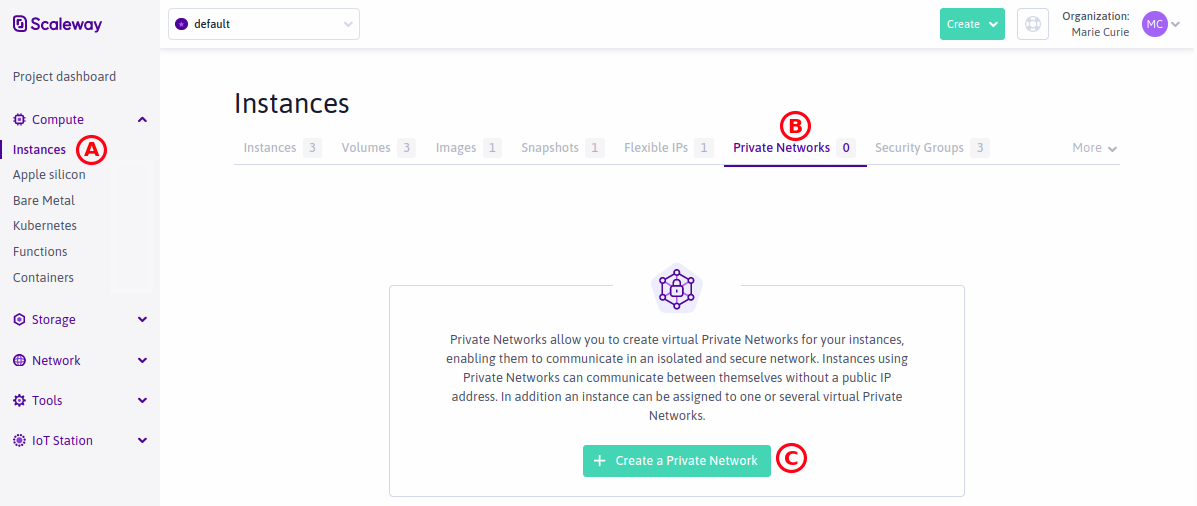 Scaleway
default
Create
Organization:
Marie Curie
MC
Project dashboard
Compute
Instances
A
Apple silicon
Bare Metal
Kubernetes
Functions
Containers
Storage
Network
Tools
IoT Station
Instances
B
Instances 3 Volumes 3 Images 1 Snapshots 1 Flexible IPs 1 Private Networks 0 Security Groups 3 More
Private Networks allow you to create virtual Private Networks for your instances,
enabling them to communicate in an isolated and secure network. Instances using
Private Networks can communicate between themselves without a public IP
address. In addition an instance can be assigned to one or several virtual Private
Networks.
+ Create a Private Network
C